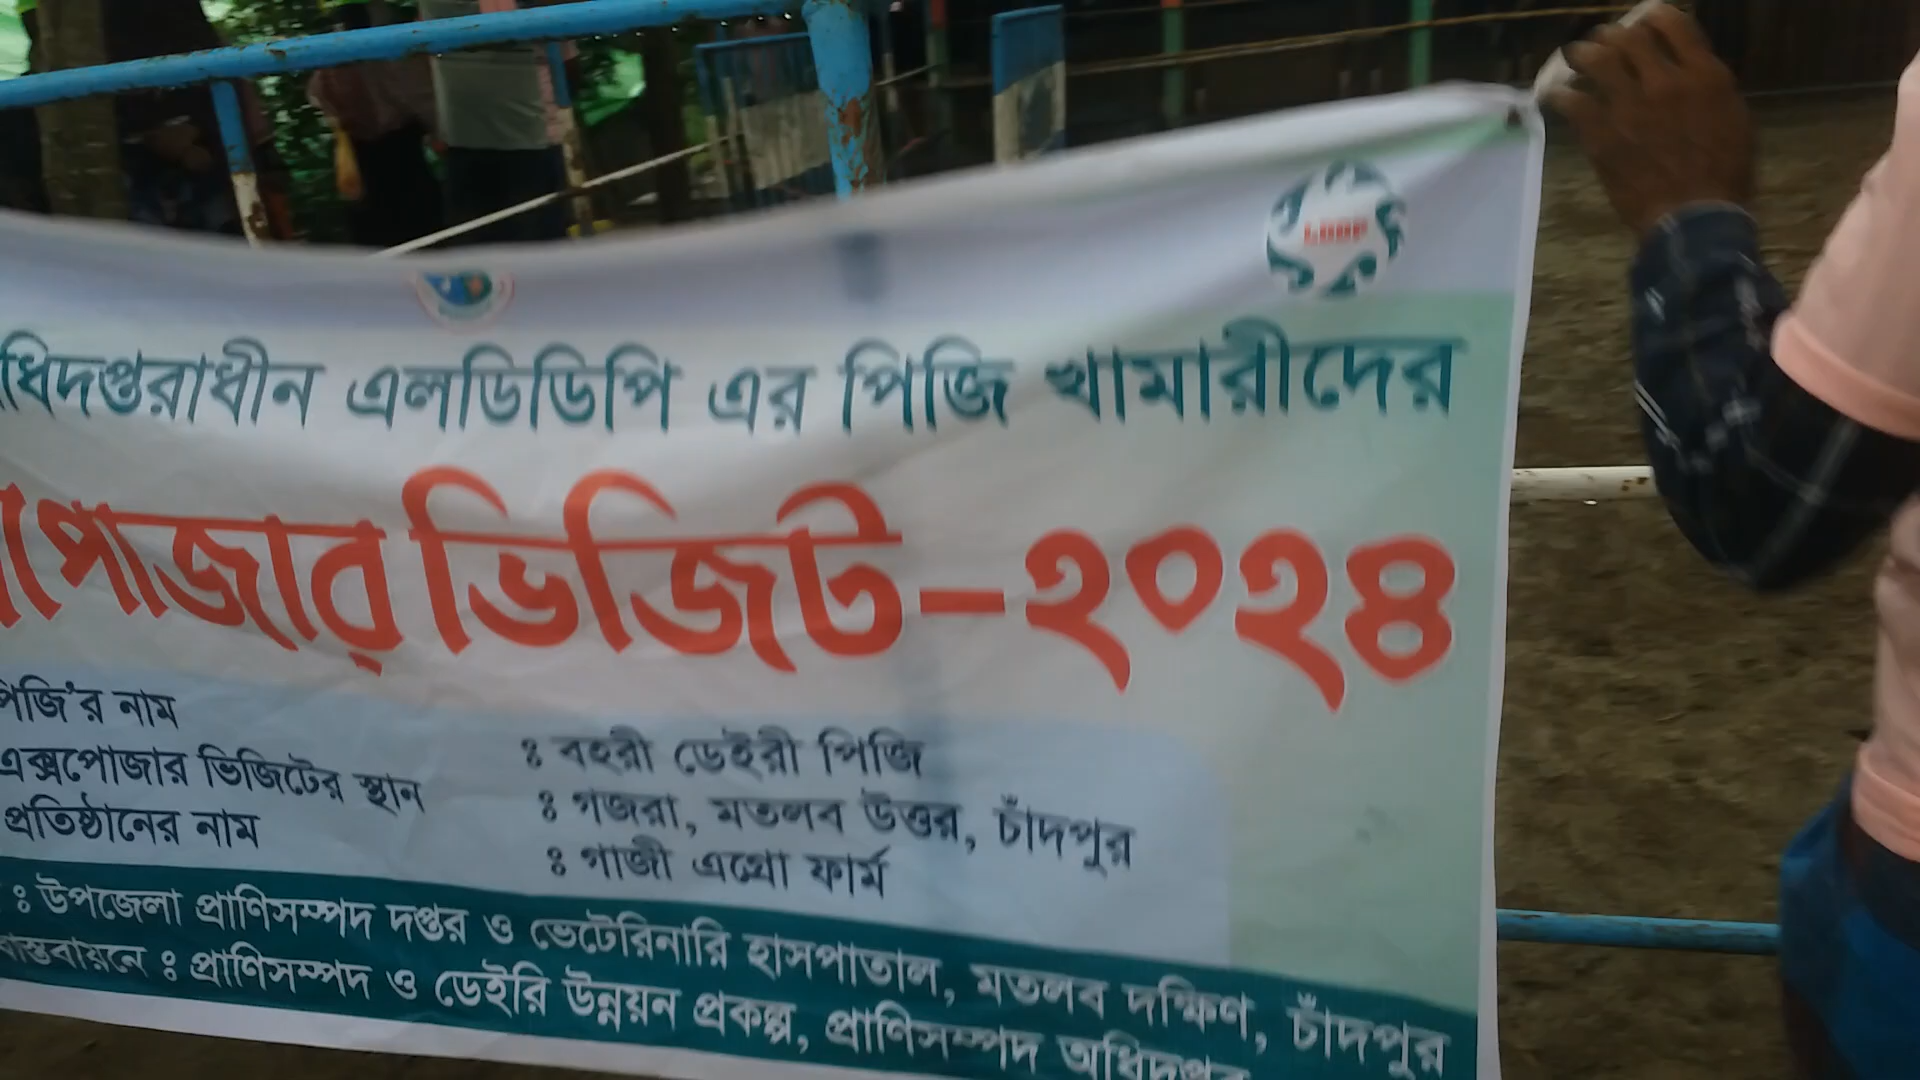 LDDP
ধিদপ্তরাধীন এলডিডিপি এর পিজি খামারীদের
পোজার ভিজিট-২০২৪
পিজি'র নাম : বহরী ডেইরী পিজি
এক্সপোজার ভিজিটের স্থান : গজরা, মতলব উত্তর, চাঁদপুর
প্রতিষ্ঠানের নাম : গাজী এগ্রো ফার্ম
: উপজেলা প্রাণিসম্পদ দপ্তর ও ভেটেরিনারি হাসপাতাল, মতলব দক্ষিণ, চাঁদপুর
বাস্তবায়নে : প্রাণিসম্পদ ও ডেইরি উন্নয়ন প্রকল্প, প্রাণিসম্পদ অধিদপ্তর